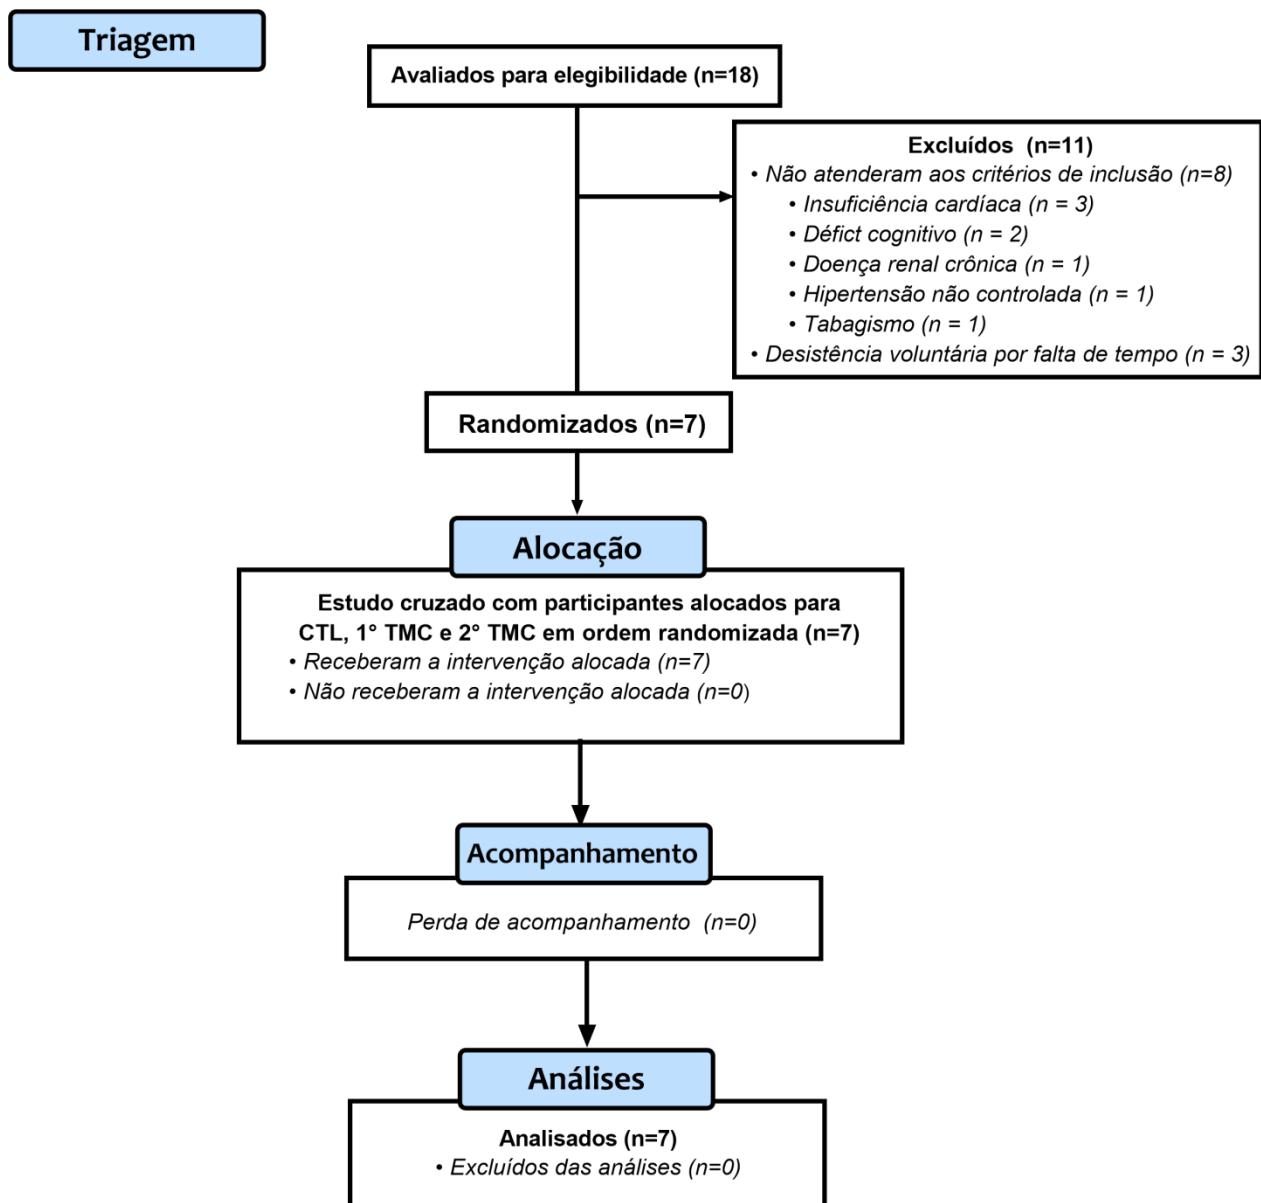 Triagem
Avaliados para elegibilidade (n=18)
Excluídos (n=11)
• Não atenderam aos critérios de inclusão (n=8)
• Insuficiência cardíaca (n = 3)
• Défict cognitivo (n = 2)
• Doença renal crônica (n = 1)
• Hipertensão não controlada (n = 1)
• Tabagismo (n = 1)
• Desistência voluntária por falta de tempo (n = 3)
Randomizados (n=7)
Alocação
Estudo cruzado com participantes alocados para
CTL, 1° TMC e 2° TMC em ordem randomizada (n=7)
• Receberam a intervenção alocada (n=7)
• Não receberam a intervenção alocada (n=0)
Acompanhamento
Perda de acompanhamento (n=0)
Análises
Analisados (n=7)
• Excluídos das análises (n=0)